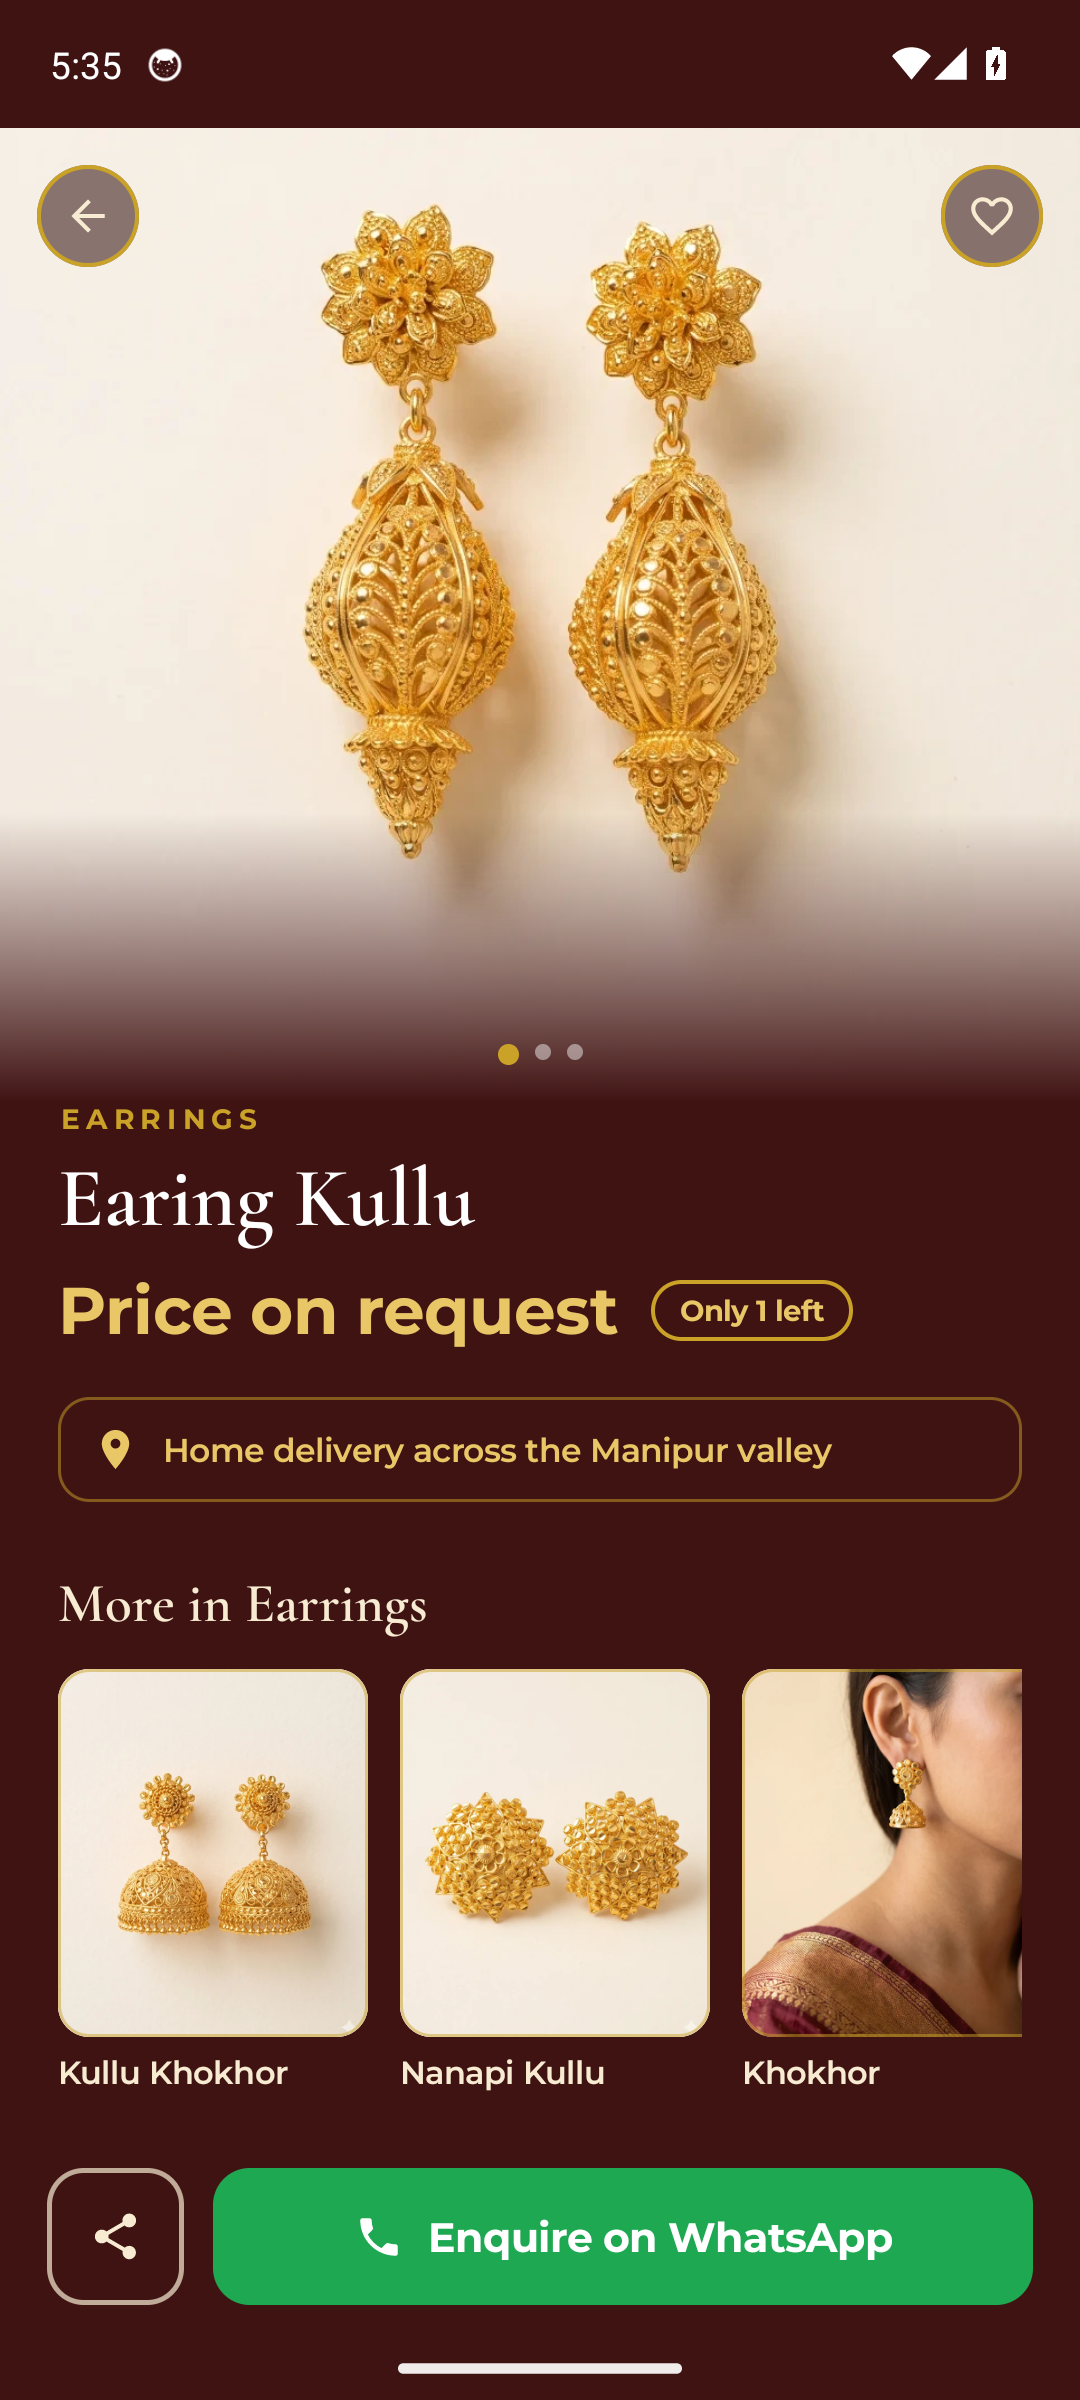 5:35
EARRINGS
Earing Kullu
Price on request
Only 1 left
Home delivery across the Manipur valley
More in Earrings
Kullu Khokhor
Nanapi Kullu
Khokhor
Enquire on WhatsApp